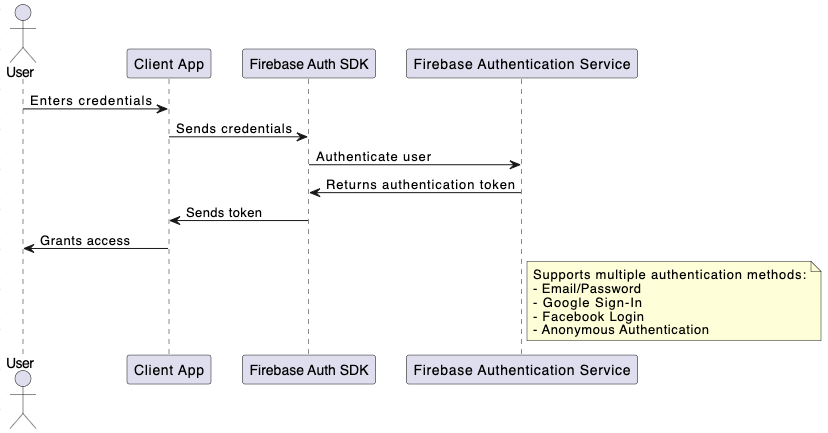 User
Client App
Firebase Auth SDK
Firebase Authentication Service
Enters credentials
Sends credentials
Authenticate user
Returns authentication token
Sends token
Grants access
Supports multiple authentication methods:
- Email/Password
- Google Sign-In
- Facebook Login
- Anonymous Authentication
User
Client App
Firebase Auth SDK
Firebase Authentication Service